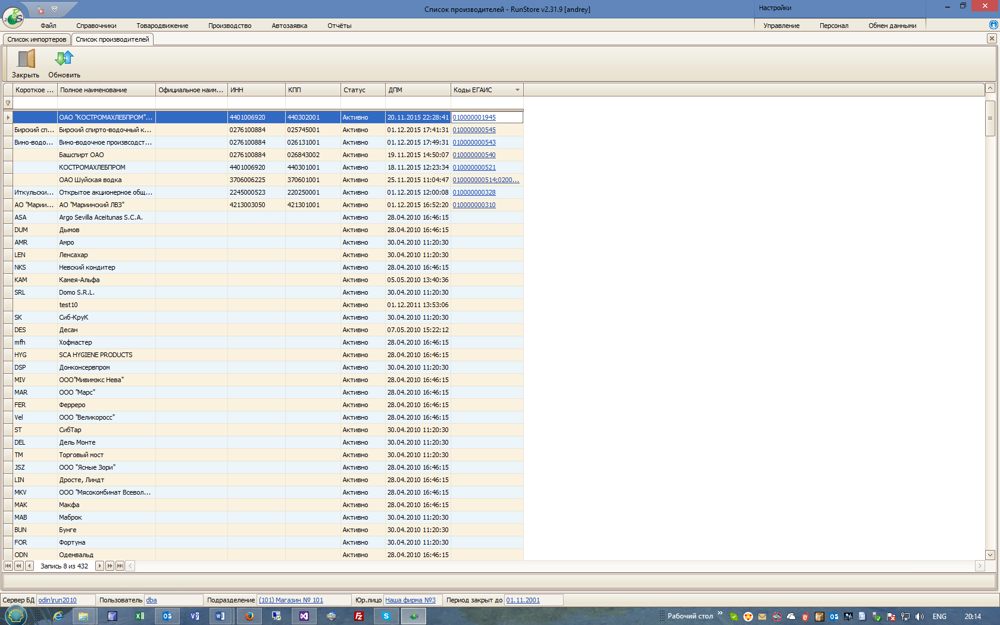 Список производителей - RunStore v2.31.9 [andrey]
Настройки
Файл Справочники Товародвижение Производство Автозаявка Отчёты Управление Персонал Обмен данными
Список импортеров Список производителей
Закрыть Обновить
Короткое ... Полное наименование Официальное наим... ИНН КПП Статус ДПМ Коды ЕГАИС
ОАО "КОСТРОМАХЛЕБПРОМ"... 4401006920 440302001 Активно 20.11.2015 22:28:41 010000001945
Бирский сп... Бирский спирто-водочный к... 0276100884 025745001 Активно 01.12.2015 17:41:31 010000000545
Вино-водо... Вино-водочное произвсодст... 0276100884 026131001 Активно 01.12.2015 17:49:31 010000000543
Башспирт ОАО 0276100884 026843002 Активно 19.11.2015 14:50:07 010000000540
КОСТРОМАХЛЕБПРОМ 4401006920 440301001 Активно 18.11.2015 12:23:34 010000000521
ОАО Шуйская водка 3706006225 370601001 Активно 25.11.2015 11:04:47 010000000514;0200...
Иткульски... Открытое акционерное общ... 2245000523 220250001 Активно 01.12.2015 12:00:08 010000000328
АО "Марии... АО "Мариинский ЛВЗ" 4213003050 421301001 Активно 01.12.2015 16:52:20 010000000310
ASA Argo Sevilla Aceitunas S.C.A. Активно 28.04.2010 16:46:15
DUM Дымов Активно 28.04.2010 16:46:15
AMR Амро Активно 30.04.2010 11:20:30
LEN Ленсахар Активно 30.04.2010 11:20:30
NKS Невский кондитер Активно 28.04.2010 16:46:15
KAM Камея-Альфа Активно 05.05.2010 13:40:36
SRL Domo S.R.L. Активно 30.04.2010 11:20:30
test10 Активно 01.12.2011 13:53:06
SK Сиб-КруК Активно 30.04.2010 11:20:30
DES Десан Активно 07.05.2010 15:22:12
mfh Хофмастер Активно 28.04.2010 16:46:15
HYG SCA HYGIENE PRODUCTS Активно 28.04.2010 16:46:15
DSP Донконсервпром Активно 30.04.2010 11:20:30
MIV ООО"Мивимэкс Нева" Активно 28.04.2010 16:46:15
MAR ООО "Марс" Активно 28.04.2010 16:46:15
FER Ферреро Активно 28.04.2010 16:46:15
Vel ООО "Великоросс" Активно 28.04.2010 16:46:15
ST СибТар Активно 30.04.2010 11:20:30
DEL Дель Монте Активно 30.04.2010 11:20:30
TM Торговый мост Активно 30.04.2010 11:20:30
JSZ ООО "Ясные Зори" Активно 28.04.2010 16:46:15
LIN Дросте, Линдт Активно 28.04.2010 16:46:15
MKV ООО "Мясокомбинат Всевол... Активно 28.04.2010 16:46:15
MAK Макфа Активно 28.04.2010 16:46:15
MAB Маброк Активно 30.04.2010 11:20:30
BUN Бунге Активно 30.04.2010 11:20:30
FOR Фортуна Активно 30.04.2010 11:20:30
ODN Оденвальд Активно 28.04.2010 16:46:15
Запись 8 из 432
Сервер БД odin\run2010 Пользователь dba Подразделение (101) Магазин № 101 Юр.лицо Наша фирма №3 Период закрыт до 01.11.2001
Рабочий стол ENG 20:14